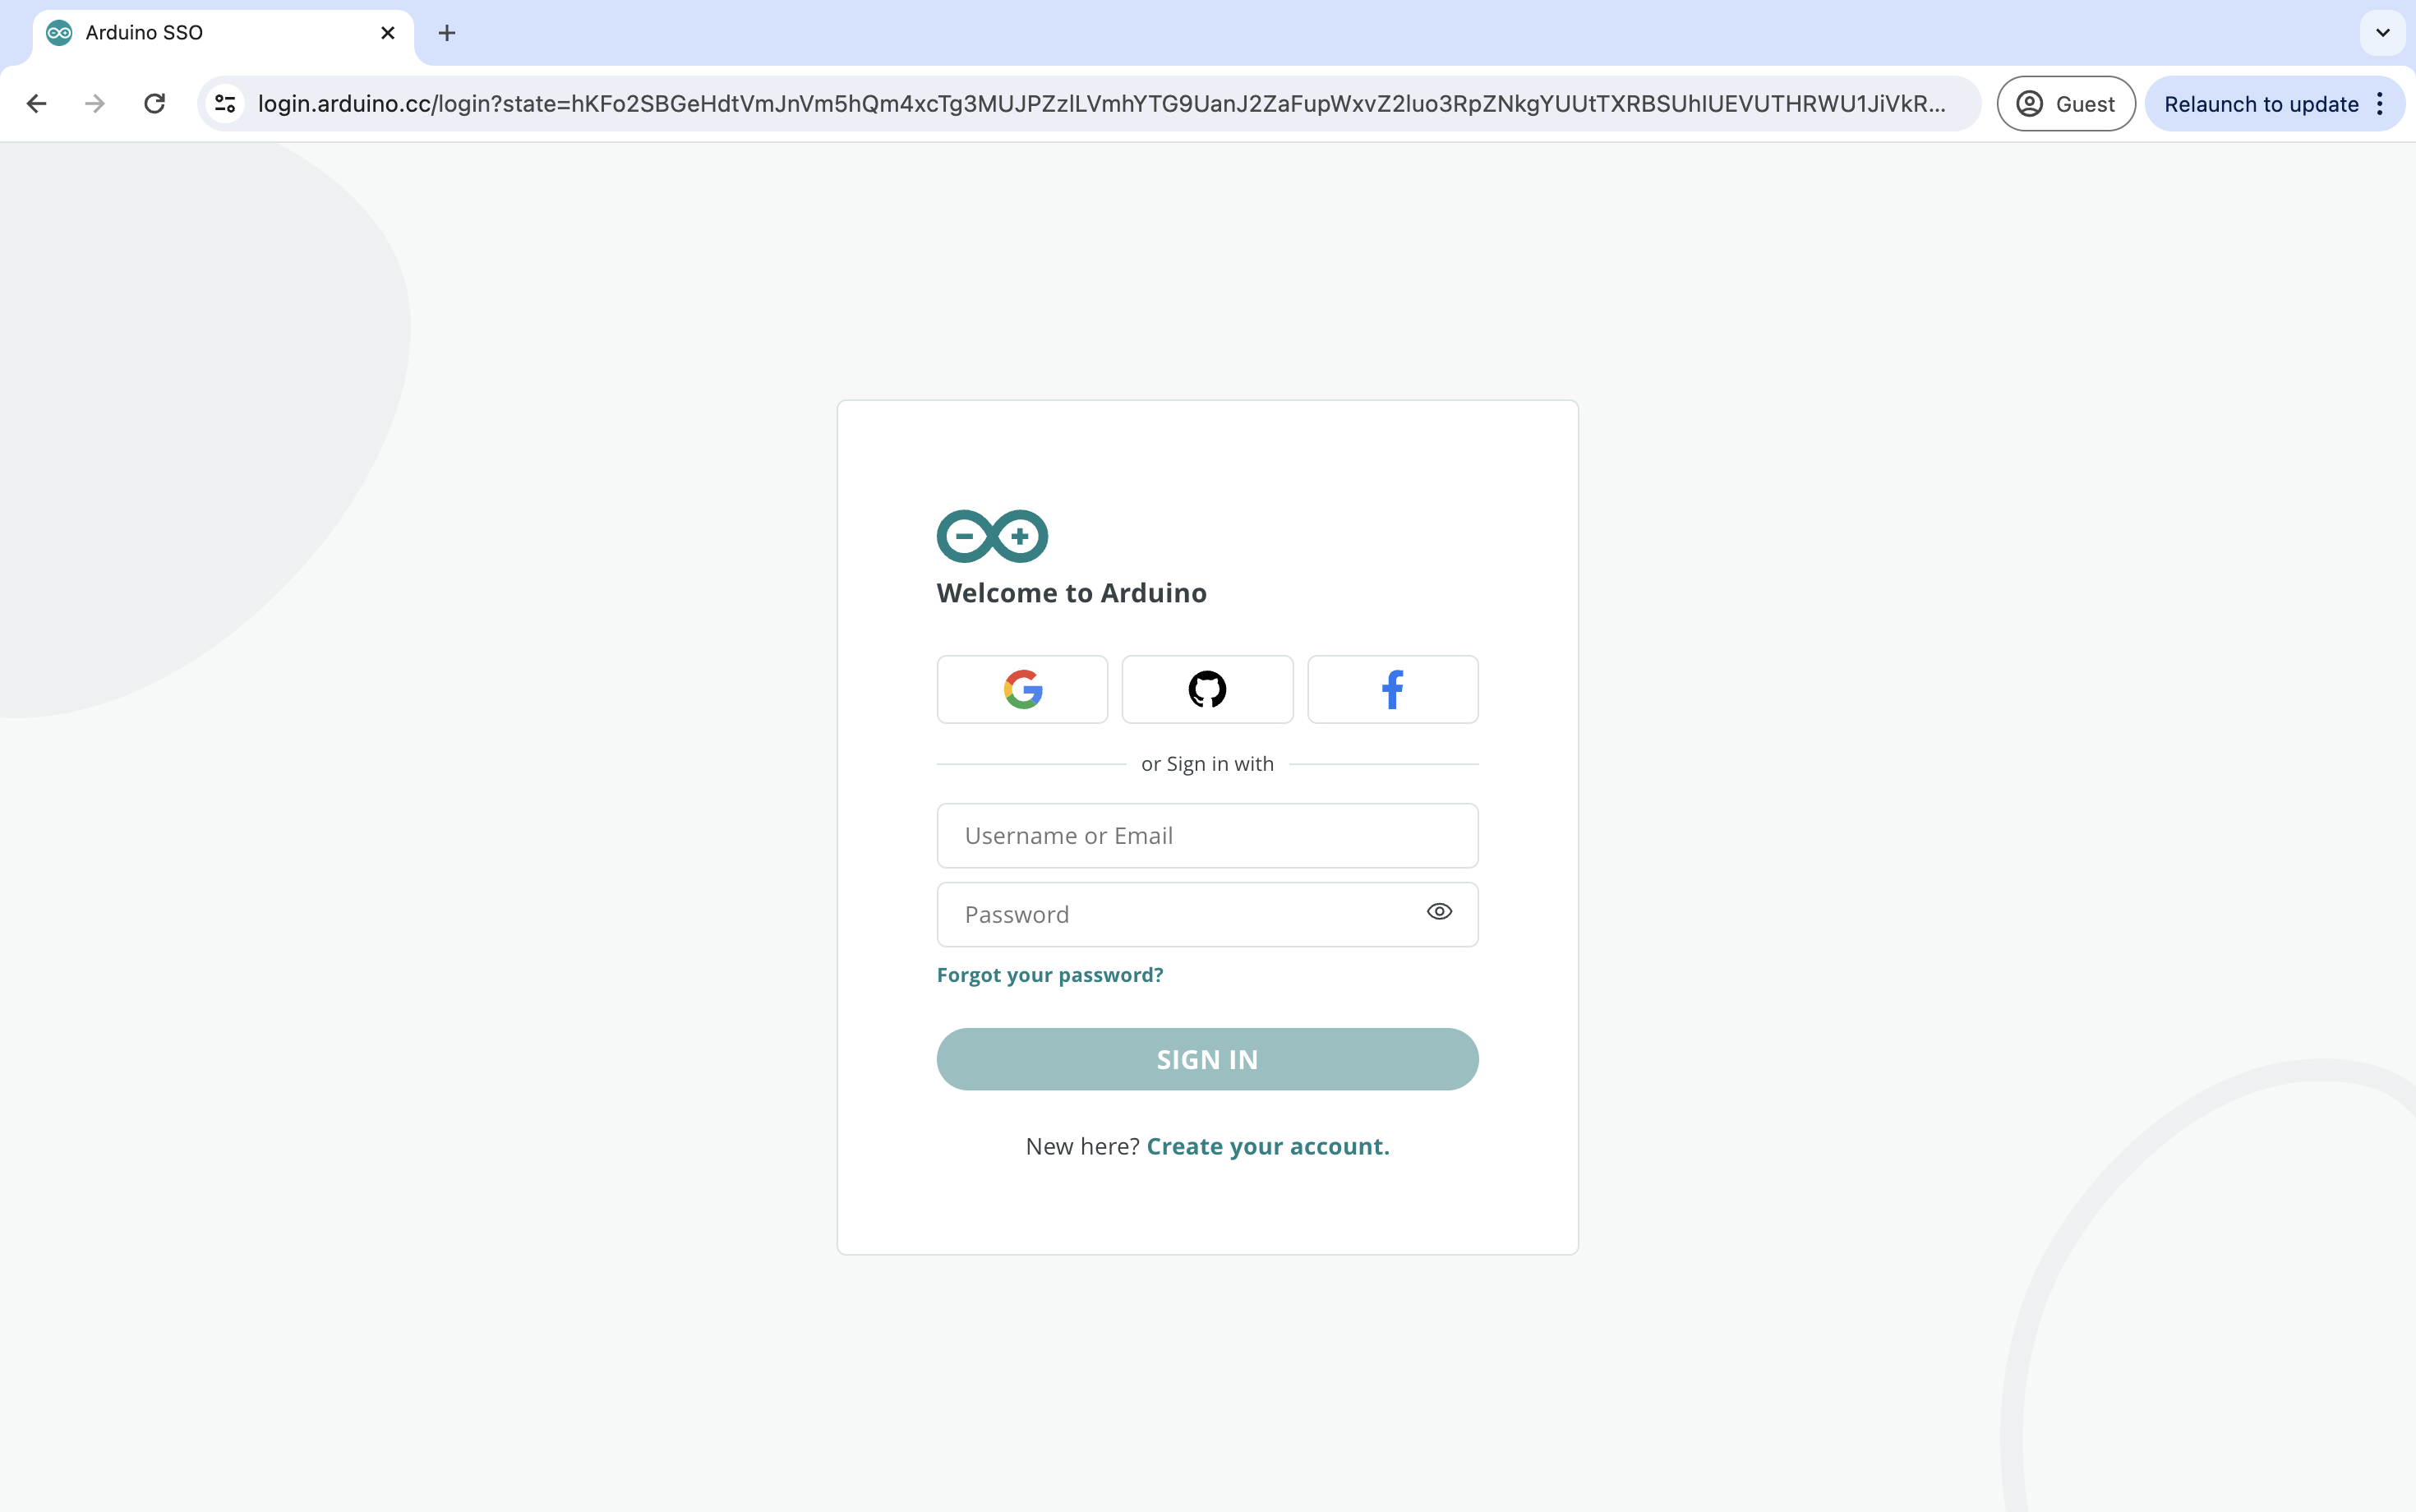 Arduino SSO
login.arduino.cc/login?state=hKFo2SBGeHdtVmJnVm5hQm4xcTg3MUJPZzlLVmhYTG9UanJ2ZaFupWxvZ2luo3RpZNkgYUUtTXRBSUhlUEVUTHRWU1JiVkR...
Guest
Relaunch to update
Welcome to Arduino
or Sign in with
Username or Email
Password
Forgot your password?
SIGN IN
New here? Create your account.